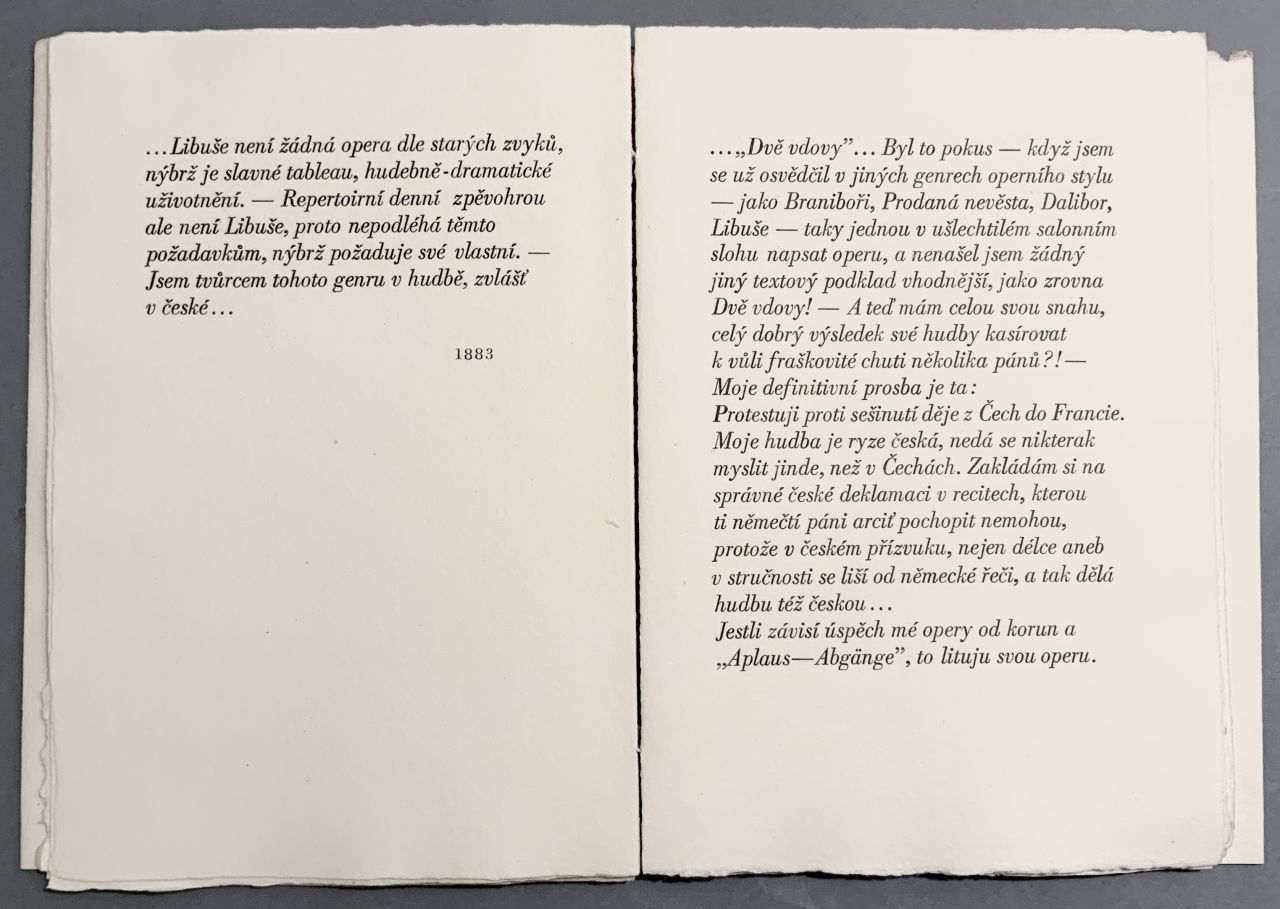 ...Libuše není žádná opera dle starých zvyků,
nýbrž je slavné tableau, hudebně-dramatické
uživotnění. — Repertoirní denní zpěvohrou
ale není Libuše, proto nepodléhá těmto
požadavkům, nýbrž požaduje své vlastní. —
Jsem tvůrcem tohoto genru v hudbě, zvlášť
v české...
1883
...„Dvě vdovy”... Byl to pokus — když jsem
se už osvědčil v jiných genrech operního stylu
— jako Braniboři, Prodaná nevěsta, Dalibor,
Libuše — taky jednou v ušlechtilém salonním
slohu napsat operu, a nenašel jsem žádný
jiný textový podklad vhodnější, jako zrovna
Dvě vdovy! — A teď mám celou svou snahu,
celý dobrý výsledek své hudby kasírovat
k vůli fraškovité chuti několika pánů?! —
Moje definitivní prosba je ta:
Protestuji proti sešinutí děje z Čech do Francie.
Moje hudba je ryze česká, nedá se nikterak
myslit jinde, než v Čechách. Zakládám si na
správné české deklamaci v recitech, kterou
ti němečtí páni arciť pochopit nemohou,
protože v českém přízvuku, nejen délce aneb
v stručnosti se liší od německé řeči, a tak dělá
hudbu též českou...
Jestli závisí úspěch mé opery od korun a
„Aplaus—Abgänge”, to lituju svou operu.